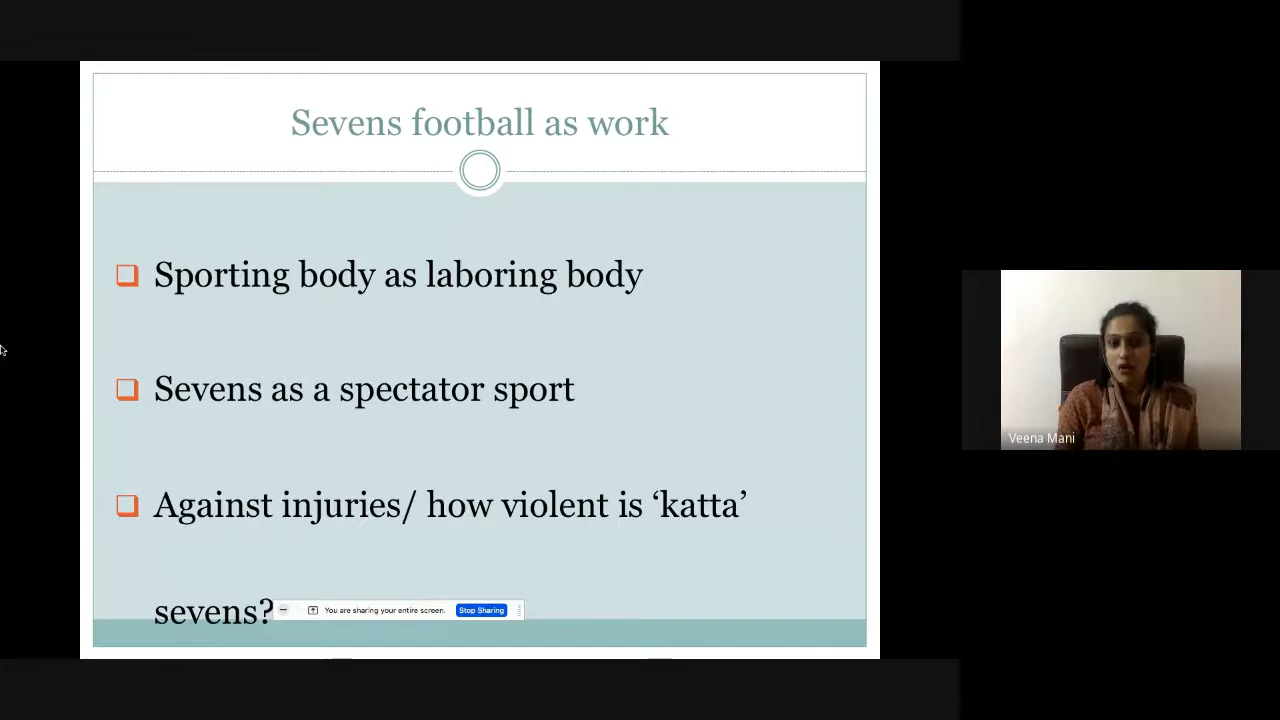 Sevens football as work
Sporting body as laboring body
Sevens as a spectator sport
Against injuries/ how violent is ‘katta’
sevens?
You are sharing your entire screen. Stop Sharing
Veena Mani